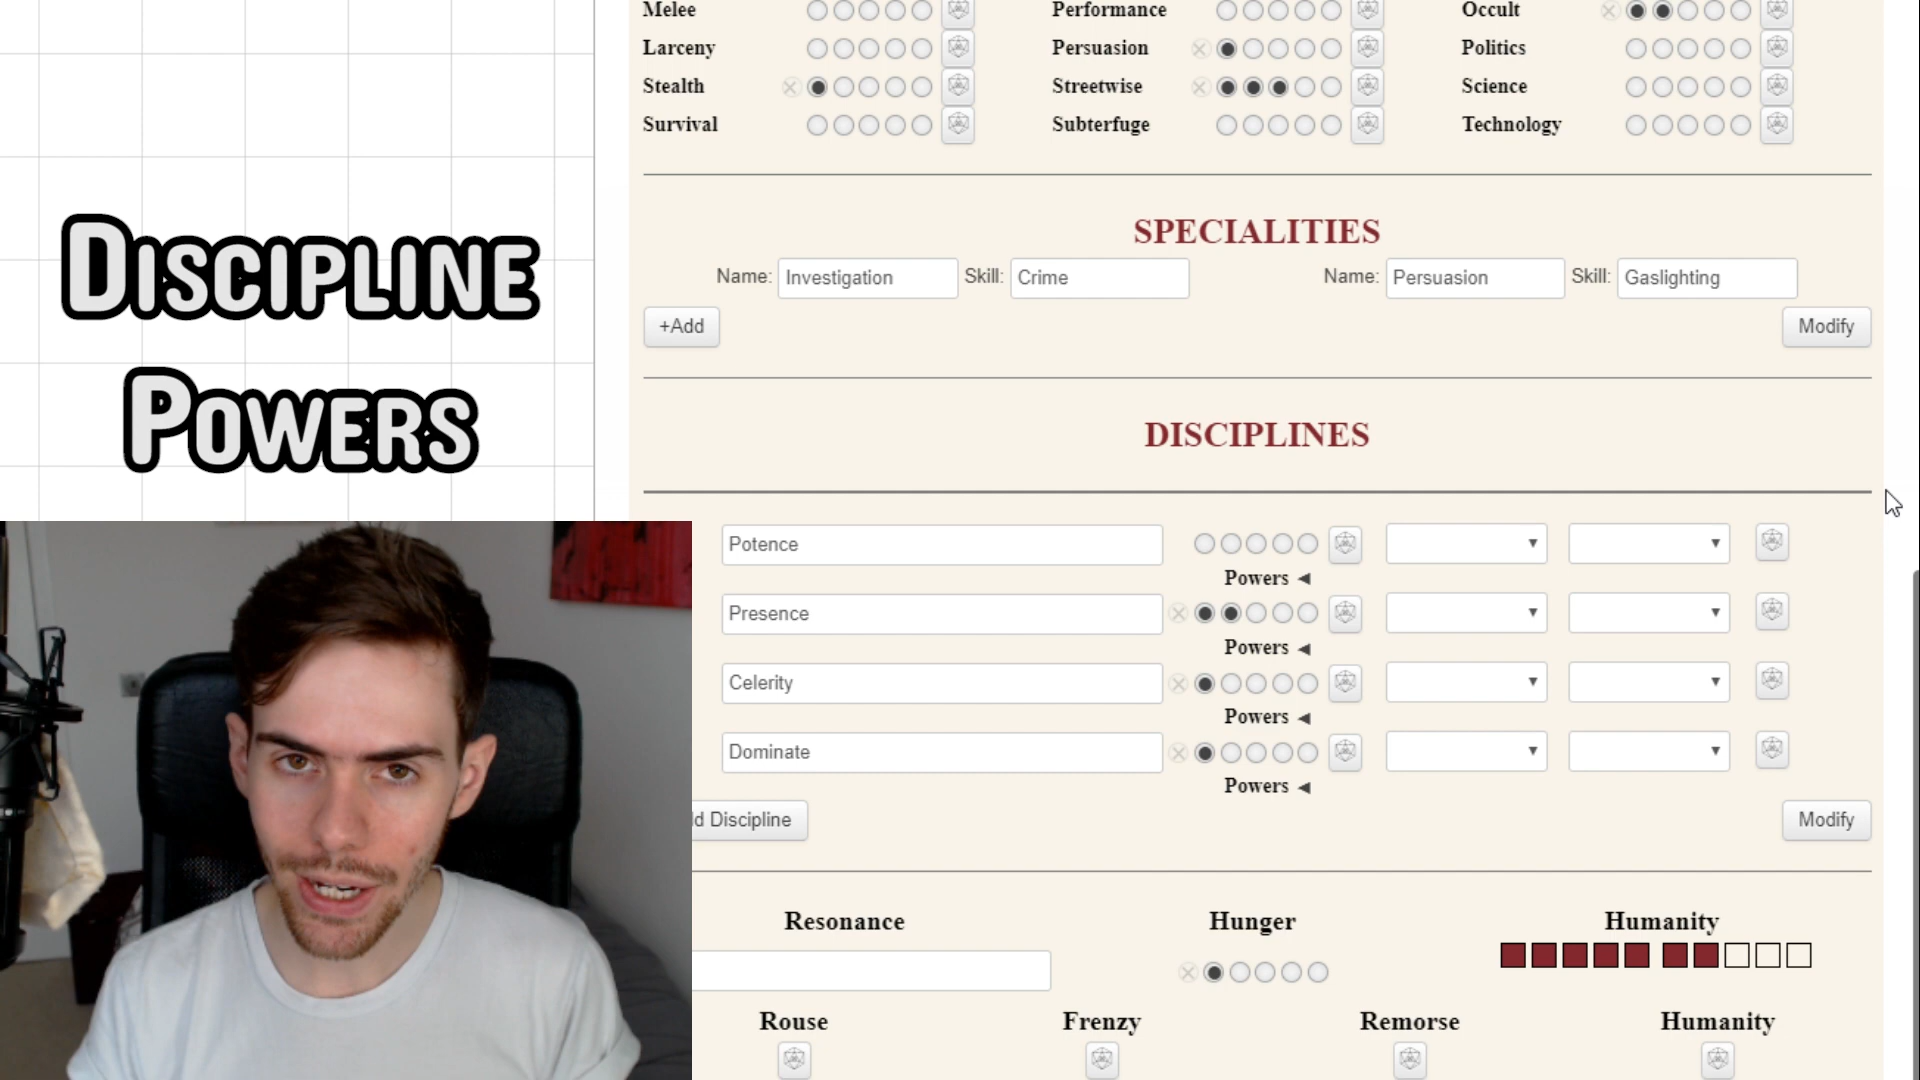 Melee Performance Occult
Larceny Persuasion Politics
Stealth Streetwise Science
Survival Subterfuge Technology
SPECIALITIES
Name: Investigation Skill: Crime Name: Persuasion Skill: Gaslighting
+Add Modify
DISCIPLINES
DISCIPLINE
POWERS
Potence
Powers
Presence
Powers
Celerity
Powers
Dominate
Powers
d Discipline Modify
Resonance Hunger Humanity
Rouse Frenzy Remorse Humanity